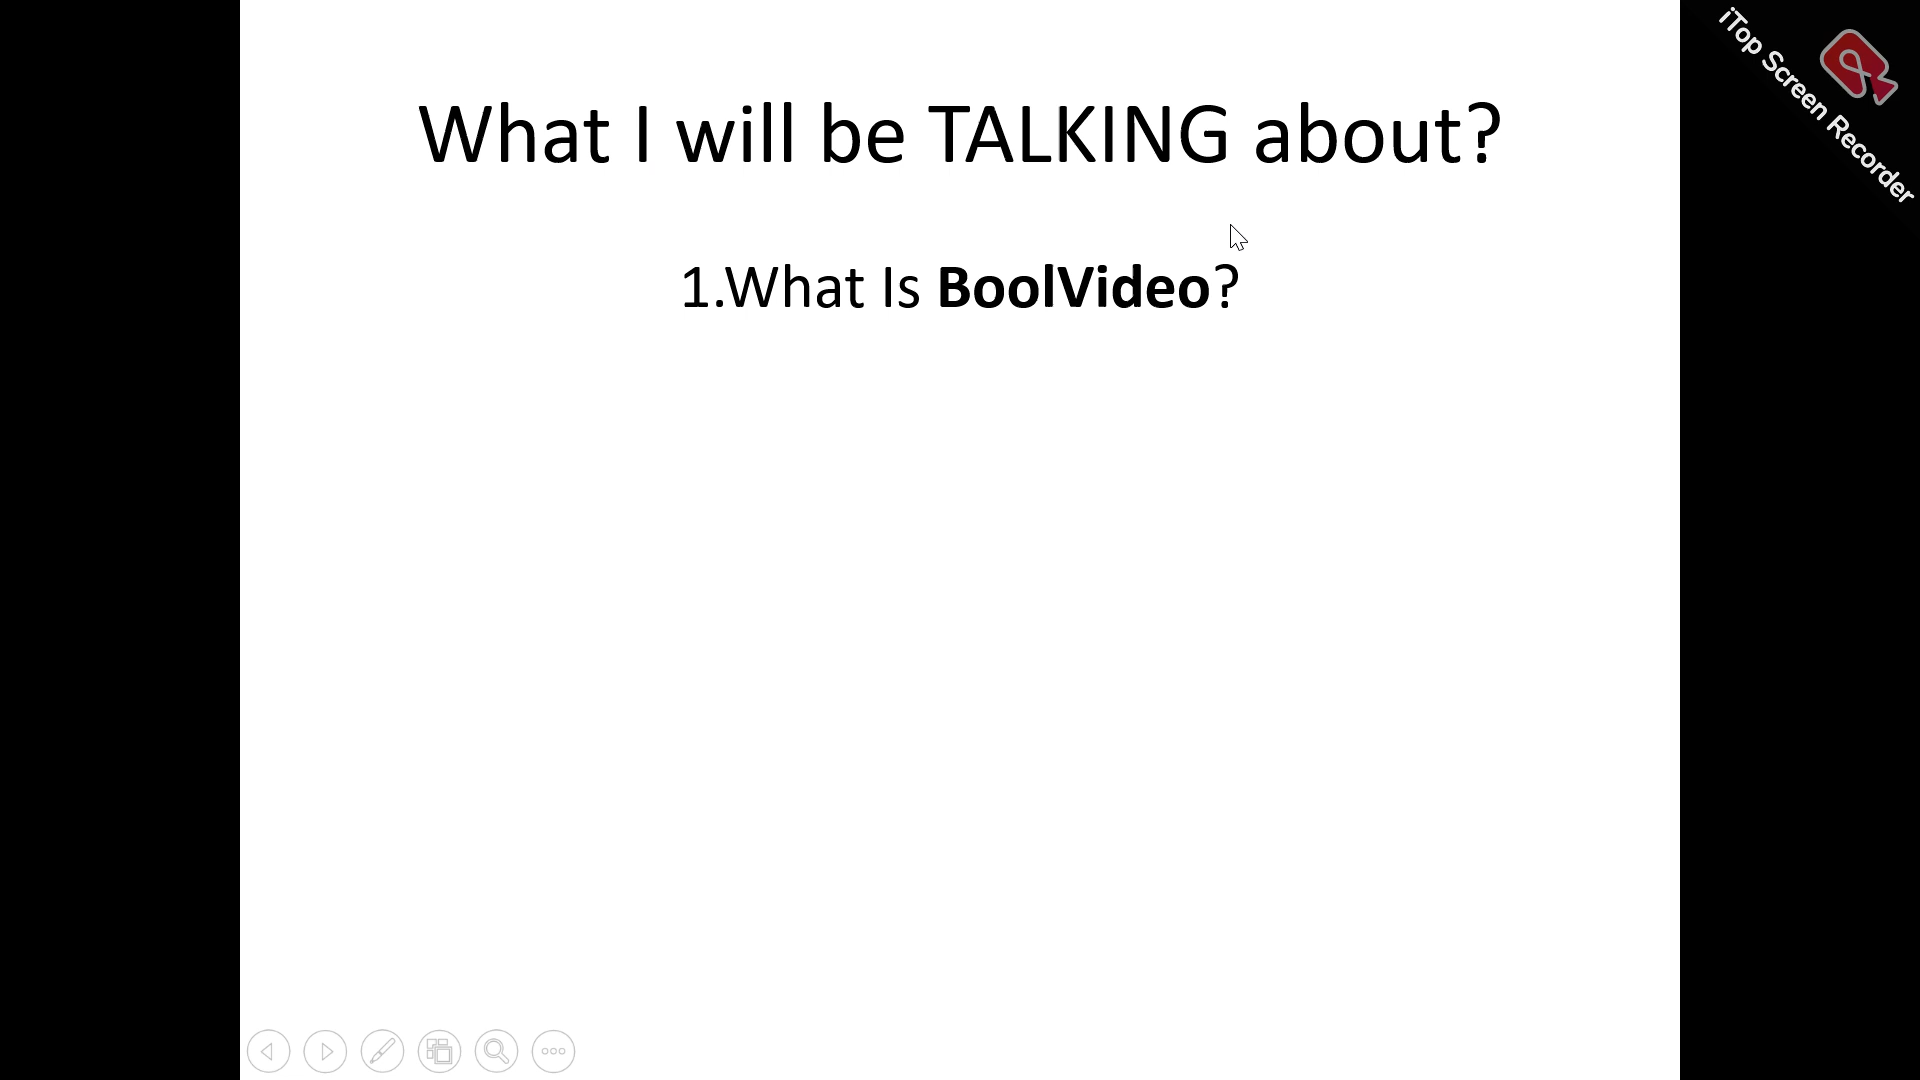 What I will be TALKING about?
1.What Is BoolVideo?
iTop Screen Recorder